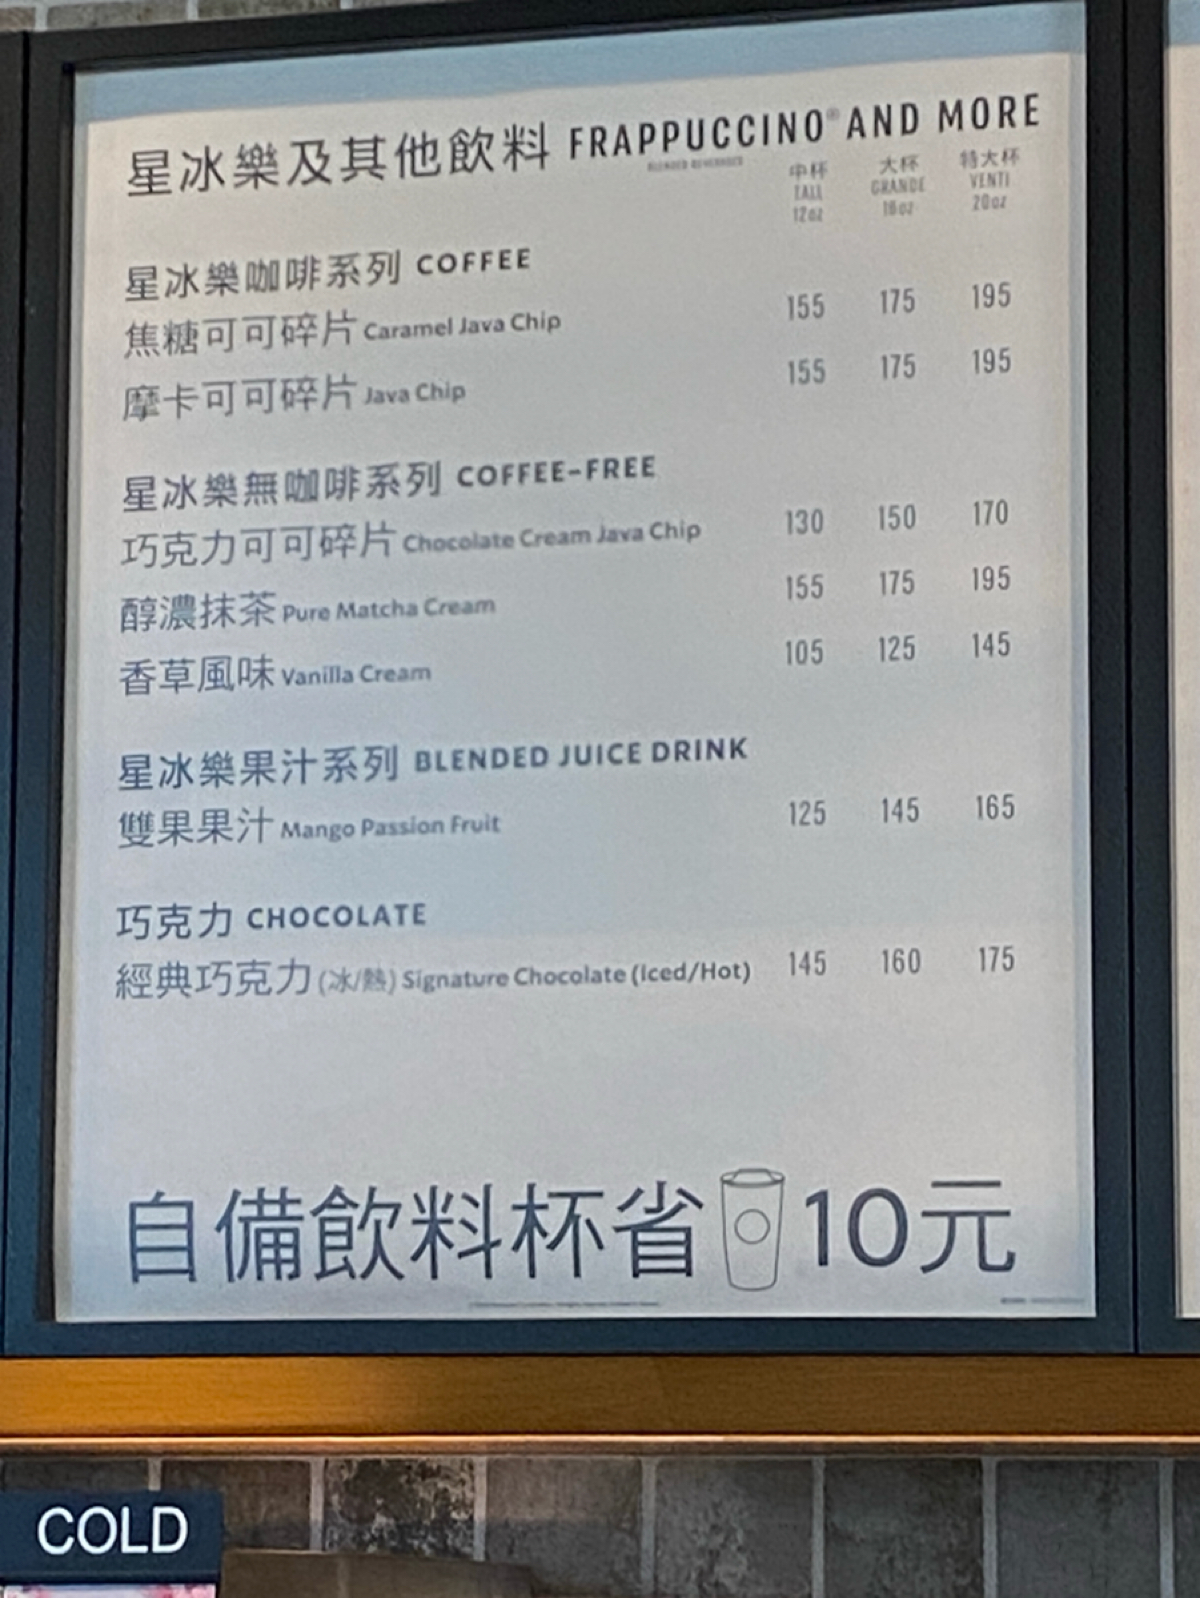 星冰樂及其他飲料 FRAPPUCCINO® AND MORE
BLENDED BEVERAGES
中杯 大杯 特大杯
TALL GRANDE VENTI
12oz 16oz 20oz
星冰樂咖啡系列 COFFEE
焦糖可可碎片 Caramel Java Chip 155 175 195
摩卡可可碎片 Java Chip 155 175 195
星冰樂無咖啡系列 COFFEE-FREE
巧克力可可碎片 Chocolate Cream Java Chip 130 150 170
醇濃抹茶 Pure Matcha Cream 155 175 195
香草風味 Vanilla Cream 105 125 145
星冰樂果汁系列 BLENDED JUICE DRINK
雙果果汁 Mango Passion Fruit 125 145 165
巧克力 CHOCOLATE
經典巧克力(冰/熱) Signature Chocolate (Iced/Hot) 145 160 175
自備飲料杯省 10元
COLD